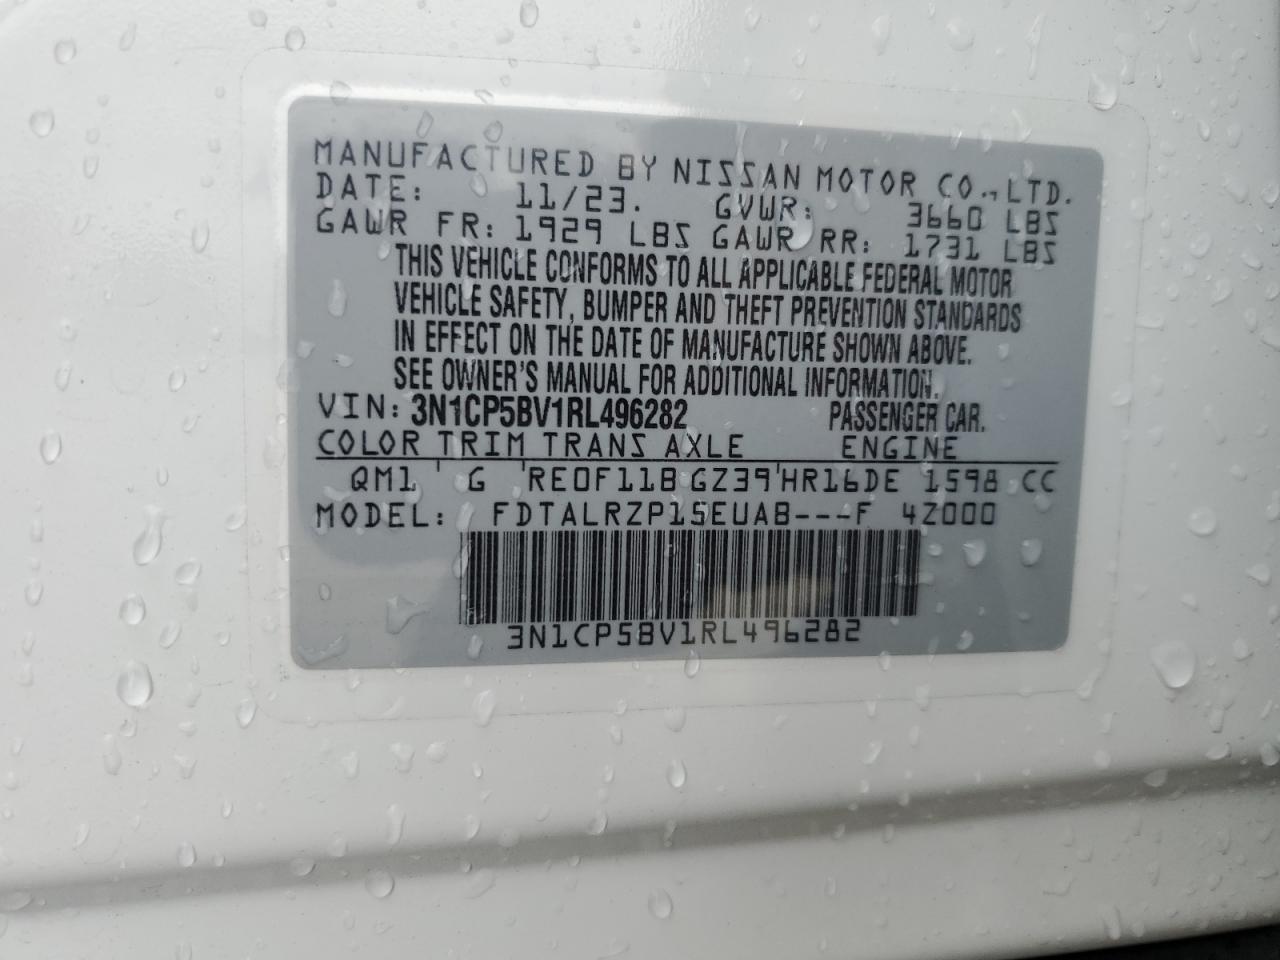 MANUFACTURED BY NISSAN MOTOR CO., LTD.
DATE: 11/23. GVWR: 3660 LBS
GAWR FR: 1929 LBS GAWR RR: 1731 LBS
THIS VEHICLE CONFORMS TO ALL APPLICABLE FEDERAL MOTOR
VEHICLE SAFETY, BUMPER AND THEFT PREVENTION STANDARDS
IN EFFECT ON THE DATE OF MANUFACTURE SHOWN ABOVE.
SEE OWNER'S MANUAL FOR ADDITIONAL INFORMATION.
VIN: 3N1CP5BV1RL496282 PASSENGER CAR.
COLOR TRIM TRANS AXLE ENGINE
QM1 ' G 'RE0F11B GZ39'HR16DE 1598 CC
MODEL: FDTALRZP15EUAB---F 4Z000
3N1CP5BV1RL496282